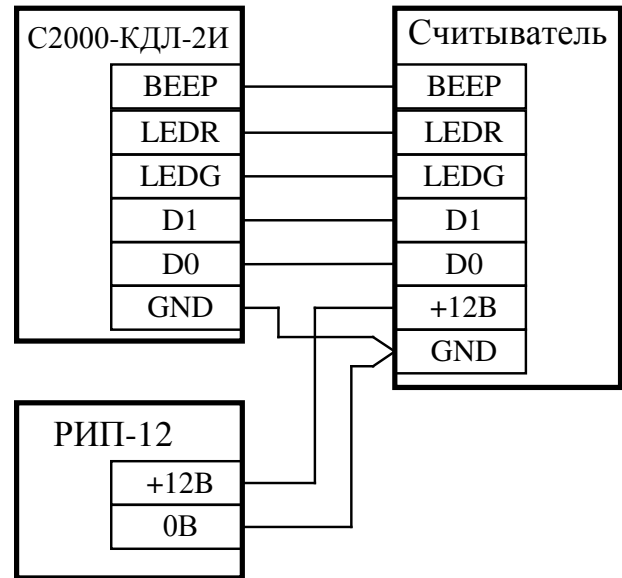 С2000-КДЛ-2И
BEEP
LEDR
LEDG
D1
D0
GND
Считыватель
BEEP
LEDR
LEDG
D1
D0
+12В
GND
РИП-12
+12В
0В